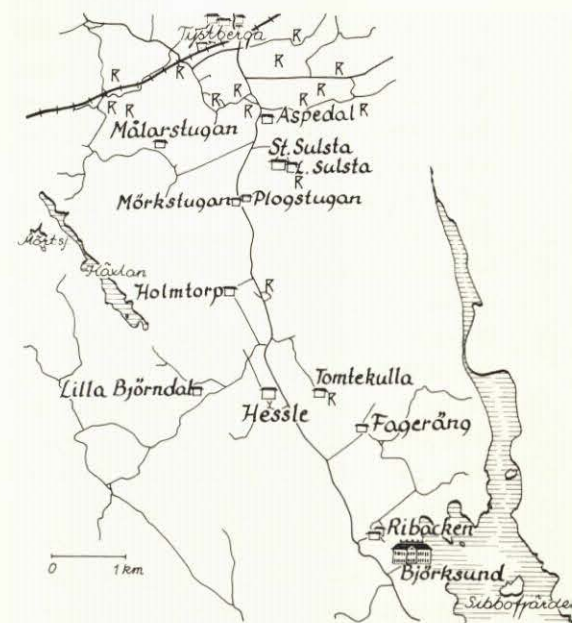 Tystberga
R
R
R
R
R
R
R
R
R
Aspedal
Målarstugan
St. Sulsta
L. Sulsta
R
Mörkstugan
Plogstugan
Mörtsj
Håxlan
Holmtorp
R
Lilla Björndal
Tomtekulla
R
Hessle
Fageräng
Ribacken
Björksund
0 1 km
Sibbofjärden